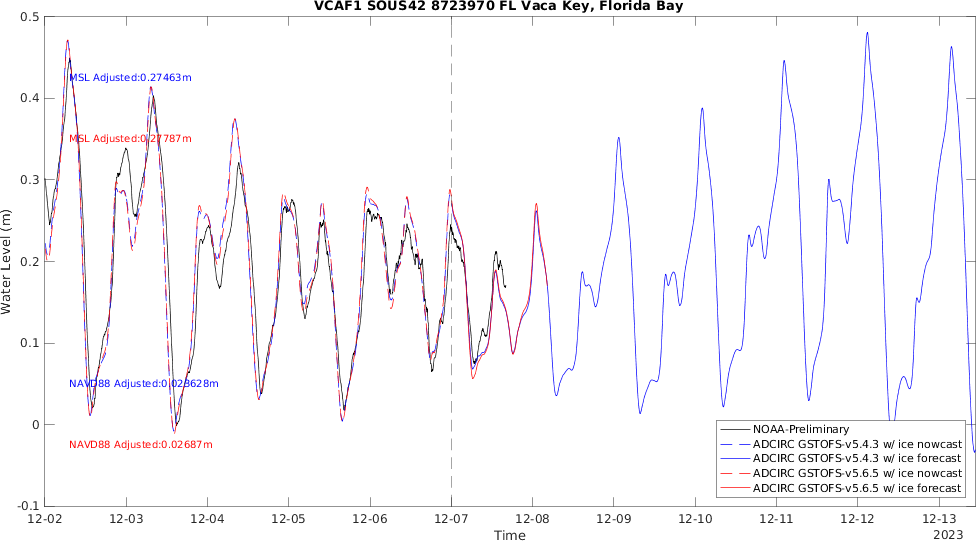 VCAF1 SOUS42 8723970 FL Vaca Key, Florida Bay
0.5
0.4
0.3
0.2
0.1
0
-0.1
Water Level (m)
MSL Adjusted:0.27463m
MSL Adjusted:0.27787m
NAVD88 Adjusted:0.023628m
NAVD88 Adjusted:0.02687m
NOAA-Preliminary
ADCIRC GSTOFS-v5.4.3 w/ ice nowcast
ADCIRC GSTOFS-v5.4.3 w/ ice forecast
ADCIRC GSTOFS-v5.6.5 w/ ice nowcast
ADCIRC GSTOFS-v5.6.5 w/ ice forecast
12-02 12-03 12-04 12-05 12-06 12-07 12-08 12-09 12-10 12-11 12-12 12-13
Time 2023